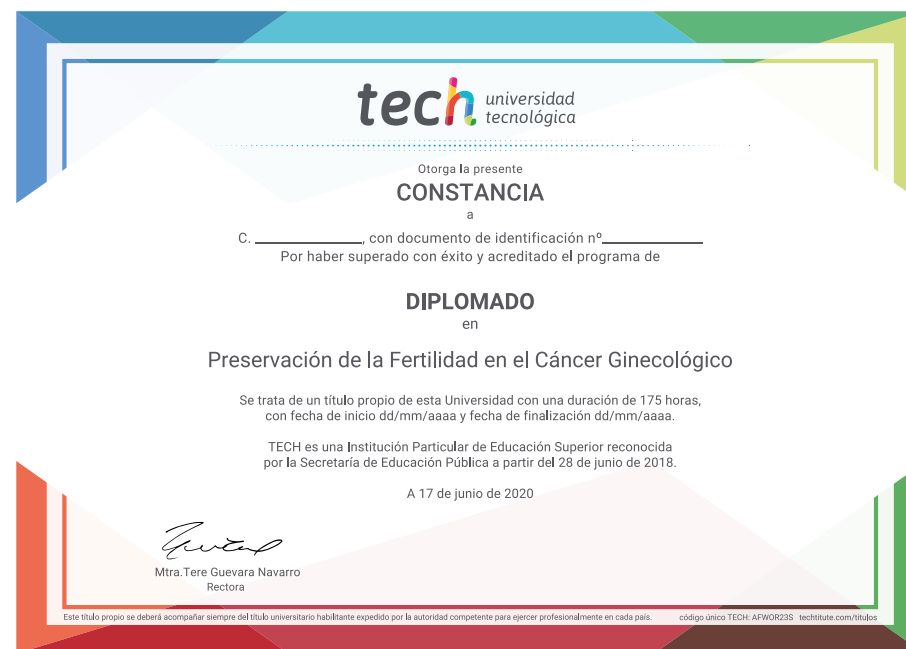 tech universidad
tecnológica
Otorga la presente
CONSTANCIA
a
C. ____________, con documento de identificación nº____________
Por haber superado con éxito y acreditado el programa de
DIPLOMADO
en
Preservación de la Fertilidad en el Cáncer Ginecológico
Se trata de un título propio de esta Universidad con una duración de 175 horas,
con fecha de inicio dd/mm/aaaa y fecha de finalización dd/mm/aaaa.
TECH es una Institución Particular de Educación Superior reconocida
por la Secretaría de Educación Pública a partir del 28 de junio de 2018.
A 17 de junio de 2020
Mtra.Tere Guevara Navarro
Rectora
Este título propio se deberá acompañar siempre del título universitario habilitante expedido por la autoridad competente para ejercer profesionalmente en cada país. código único TECH: AFWOR23S techtitute.com/titulos